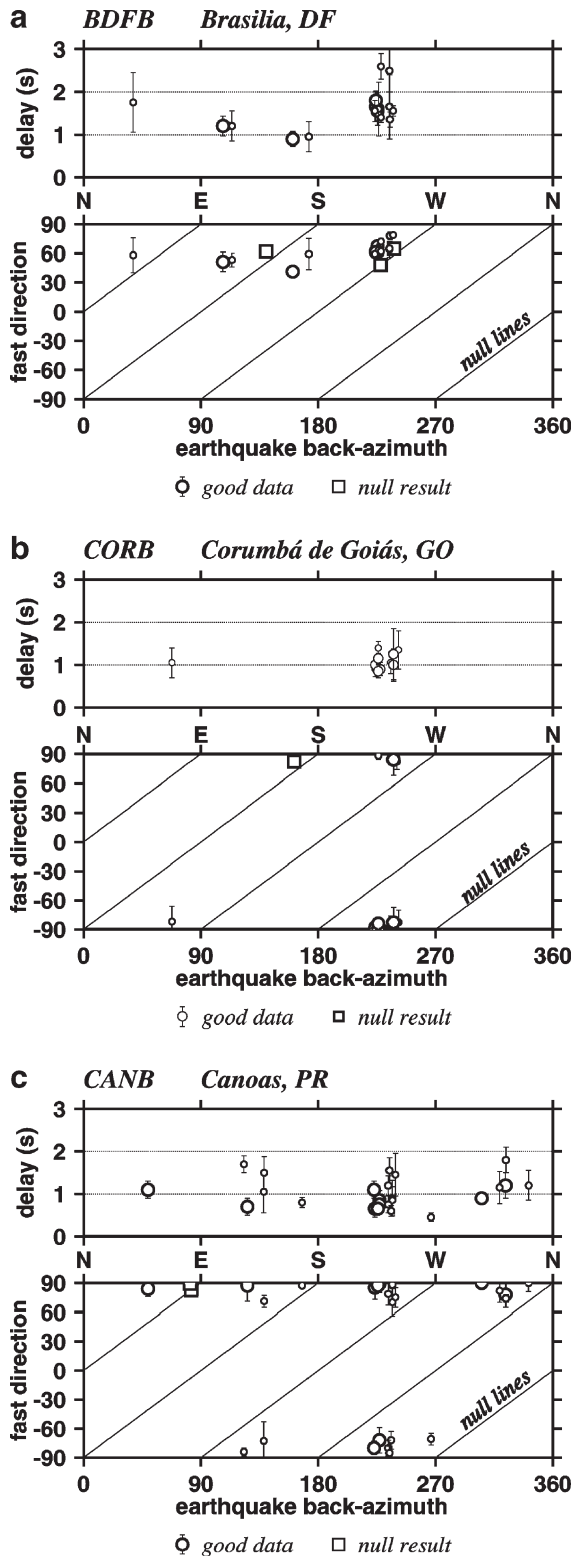 a BDFB Brasilia, DF
3
2
1
0
delay (s)
N E S W N
90
60
30
0
-30
-60
-90
fast direction
null lines
0 90 180 270 360
earthquake back-azimuth
good data null result
b CORB Corumbá de Goiás, GO
3
2
1
0
delay (s)
N E S W N
90
60
30
0
-30
-60
-90
fast direction
null lines
0 90 180 270 360
earthquake back-azimuth
good data null result
c CANB Canoas, PR
3
2
1
0
delay (s)
N E S W N
90
60
30
0
-30
-60
-90
fast direction
null lines
0 90 180 270 360
earthquake back-azimuth
good data null result